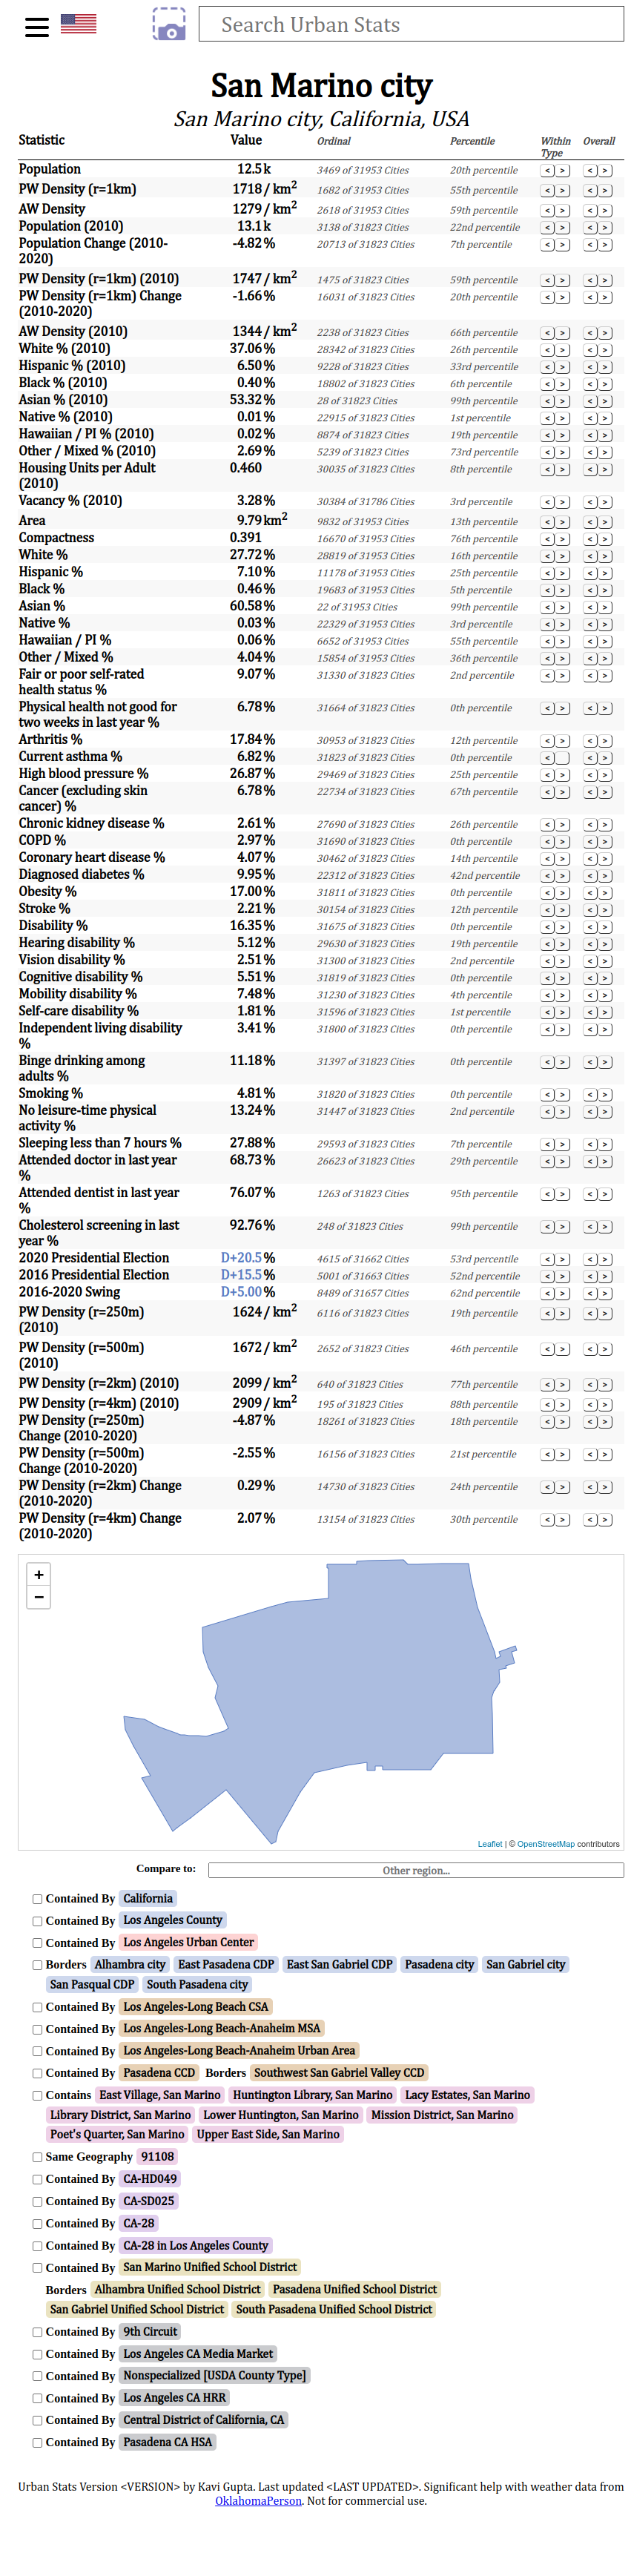 Search Urban Stats
San Marino city
San Marino city, California, USA
Statistic Value Ordinal Percentile Within Type Overall
Population 12.5 k 3469 of 31953 Cities 20th percentile < > < >
PW Density (r=1km) 1718 / km² 1682 of 31953 Cities 55th percentile < > < >
AW Density 1279 / km² 2618 of 31953 Cities 59th percentile < > < >
Population (2010) 13.1 k 3138 of 31823 Cities 22nd percentile < > < >
Population Change (2010-2020) -4.82 % 20713 of 31823 Cities 7th percentile < > < >
PW Density (r=1km) (2010) 1747 / km² 1475 of 31823 Cities 59th percentile < > < >
PW Density (r=1km) Change (2010-2020) -1.66 % 16031 of 31823 Cities 20th percentile < > < >
AW Density (2010) 1344 / km² 2238 of 31823 Cities 66th percentile < > < >
White % (2010) 37.06 % 28342 of 31823 Cities 26th percentile < > < >
Hispanic % (2010) 6.50 % 9228 of 31823 Cities 33rd percentile < > < >
Black % (2010) 0.40 % 18802 of 31823 Cities 6th percentile < > < >
Asian % (2010) 53.32 % 28 of 31823 Cities 99th percentile < > < >
Native % (2010) 0.01 % 22915 of 31823 Cities 1st percentile < > < >
Hawaiian / PI % (2010) 0.02 % 8874 of 31823 Cities 19th percentile < > < >
Other / Mixed % (2010) 2.69 % 5239 of 31823 Cities 73rd percentile < > < >
Housing Units per Adult (2010) 0.460 30035 of 31823 Cities 8th percentile < > < >
Vacancy % (2010) 3.28 % 30384 of 31786 Cities 3rd percentile < > < >
Area 9.79 km² 9832 of 31953 Cities 13th percentile < > < >
Compactness 0.391 16670 of 31953 Cities 76th percentile < > < >
White % 27.72 % 28819 of 31953 Cities 16th percentile < > < >
Hispanic % 7.10 % 11178 of 31953 Cities 25th percentile < > < >
Black % 0.46 % 19683 of 31953 Cities 5th percentile < > < >
Asian % 60.58 % 22 of 31953 Cities 99th percentile < > < >
Native % 0.03 % 22329 of 31953 Cities 3rd percentile < > < >
Hawaiian / PI % 0.06 % 6652 of 31953 Cities 55th percentile < > < >
Other / Mixed % 4.04 % 15854 of 31953 Cities 36th percentile < > < >
Fair or poor self-rated health status % 9.07 % 31330 of 31823 Cities 2nd percentile < > < >
Physical health not good for two weeks in last year % 6.78 % 31664 of 31823 Cities 0th percentile < > < >
Arthritis % 17.84 % 30953 of 31823 Cities 12th percentile < > < >
Current asthma % 6.82 % 31823 of 31823 Cities 0th percentile < < >
High blood pressure % 26.87 % 29469 of 31823 Cities 25th percentile < > < >
Cancer (excluding skin cancer) % 6.78 % 22734 of 31823 Cities 67th percentile < > < >
Chronic kidney disease % 2.61 % 27690 of 31823 Cities 26th percentile < > < >
COPD % 2.97 % 31690 of 31823 Cities 0th percentile < > < >
Coronary heart disease % 4.07 % 30462 of 31823 Cities 14th percentile < > < >
Diagnosed diabetes % 9.95 % 22312 of 31823 Cities 42nd percentile < > < >
Obesity % 17.00 % 31811 of 31823 Cities 0th percentile < > < >
Stroke % 2.21 % 30154 of 31823 Cities 12th percentile < > < >
Disability % 16.35 % 31675 of 31823 Cities 0th percentile < > < >
Hearing disability % 5.12 % 29630 of 31823 Cities 19th percentile < > < >
Vision disability % 2.51 % 31300 of 31823 Cities 2nd percentile < > < >
Cognitive disability % 5.51 % 31819 of 31823 Cities 0th percentile < > < >
Mobility disability % 7.48 % 31230 of 31823 Cities 4th percentile < > < >
Self-care disability % 1.81 % 31596 of 31823 Cities 1st percentile < > < >
Independent living disability % 3.41 % 31800 of 31823 Cities 0th percentile < > < >
Binge drinking among adults % 11.18 % 31397 of 31823 Cities 0th percentile < > < >
Smoking % 4.81 % 31820 of 31823 Cities 0th percentile < > < >
No leisure-time physical activity % 13.24 % 31447 of 31823 Cities 2nd percentile < > < >
Sleeping less than 7 hours % 27.88 % 29593 of 31823 Cities 7th percentile < > < >
Attended doctor in last year % 68.73 % 26623 of 31823 Cities 29th percentile < > < >
Attended dentist in last year % 76.07 % 1263 of 31823 Cities 95th percentile < > < >
Cholesterol screening in last year % 92.76 % 248 of 31823 Cities 99th percentile < > < >
2020 Presidential Election D+20.5 % 4615 of 31662 Cities 53rd percentile < > < >
2016 Presidential Election D+15.5 % 5001 of 31663 Cities 52nd percentile < > < >
2016-2020 Swing D+5.00 % 8489 of 31657 Cities 62nd percentile < > < >
PW Density (r=250m) (2010) 1624 / km² 6116 of 31823 Cities 19th percentile < > < >
PW Density (r=500m) (2010) 1672 / km² 2652 of 31823 Cities 46th percentile < > < >
PW Density (r=2km) (2010) 2099 / km² 640 of 31823 Cities 77th percentile < > < >
PW Density (r=4km) (2010) 2909 / km² 195 of 31823 Cities 88th percentile < > < >
PW Density (r=250m) Change (2010-2020) -4.87 % 18261 of 31823 Cities 18th percentile < > < >
PW Density (r=500m) Change (2010-2020) -2.55 % 16156 of 31823 Cities 21st percentile < > < >
PW Density (r=2km) Change (2010-2020) 0.29 % 14730 of 31823 Cities 24th percentile < > < >
PW Density (r=4km) Change (2010-2020) 2.07 % 13154 of 31823 Cities 30th percentile < > < >
+
−
Leaflet | © OpenStreetMap contributors
Compare to: Other region...
Contained By California
Contained By Los Angeles County
Contained By Los Angeles Urban Center
Borders Alhambra city East Pasadena CDP East San Gabriel CDP Pasadena city San Gabriel city
San Pasqual CDP South Pasadena city
Contained By Los Angeles-Long Beach CSA
Contained By Los Angeles-Long Beach-Anaheim MSA
Contained By Los Angeles-Long Beach-Anaheim Urban Area
Contained By Pasadena CCD Borders Southwest San Gabriel Valley CCD
Contains East Village, San Marino Huntington Library, San Marino Lacy Estates, San Marino
Library District, San Marino Lower Huntington, San Marino Mission District, San Marino
Poet's Quarter, San Marino Upper East Side, San Marino
Same Geography 91108
Contained By CA-HD049
Contained By CA-SD025
Contained By CA-28
Contained By CA-28 in Los Angeles County
Contained By San Marino Unified School District
Borders Alhambra Unified School District Pasadena Unified School District
San Gabriel Unified School District South Pasadena Unified School District
Contained By 9th Circuit
Contained By Los Angeles CA Media Market
Contained By Nonspecialized [USDA County Type]
Contained By Los Angeles CA HRR
Contained By Central District of California, CA
Contained By Pasadena CA HSA
Urban Stats Version <VERSION> by Kavi Gupta. Last updated <LAST UPDATED>. Significant help with weather data from
OklahomaPerson. Not for commercial use.